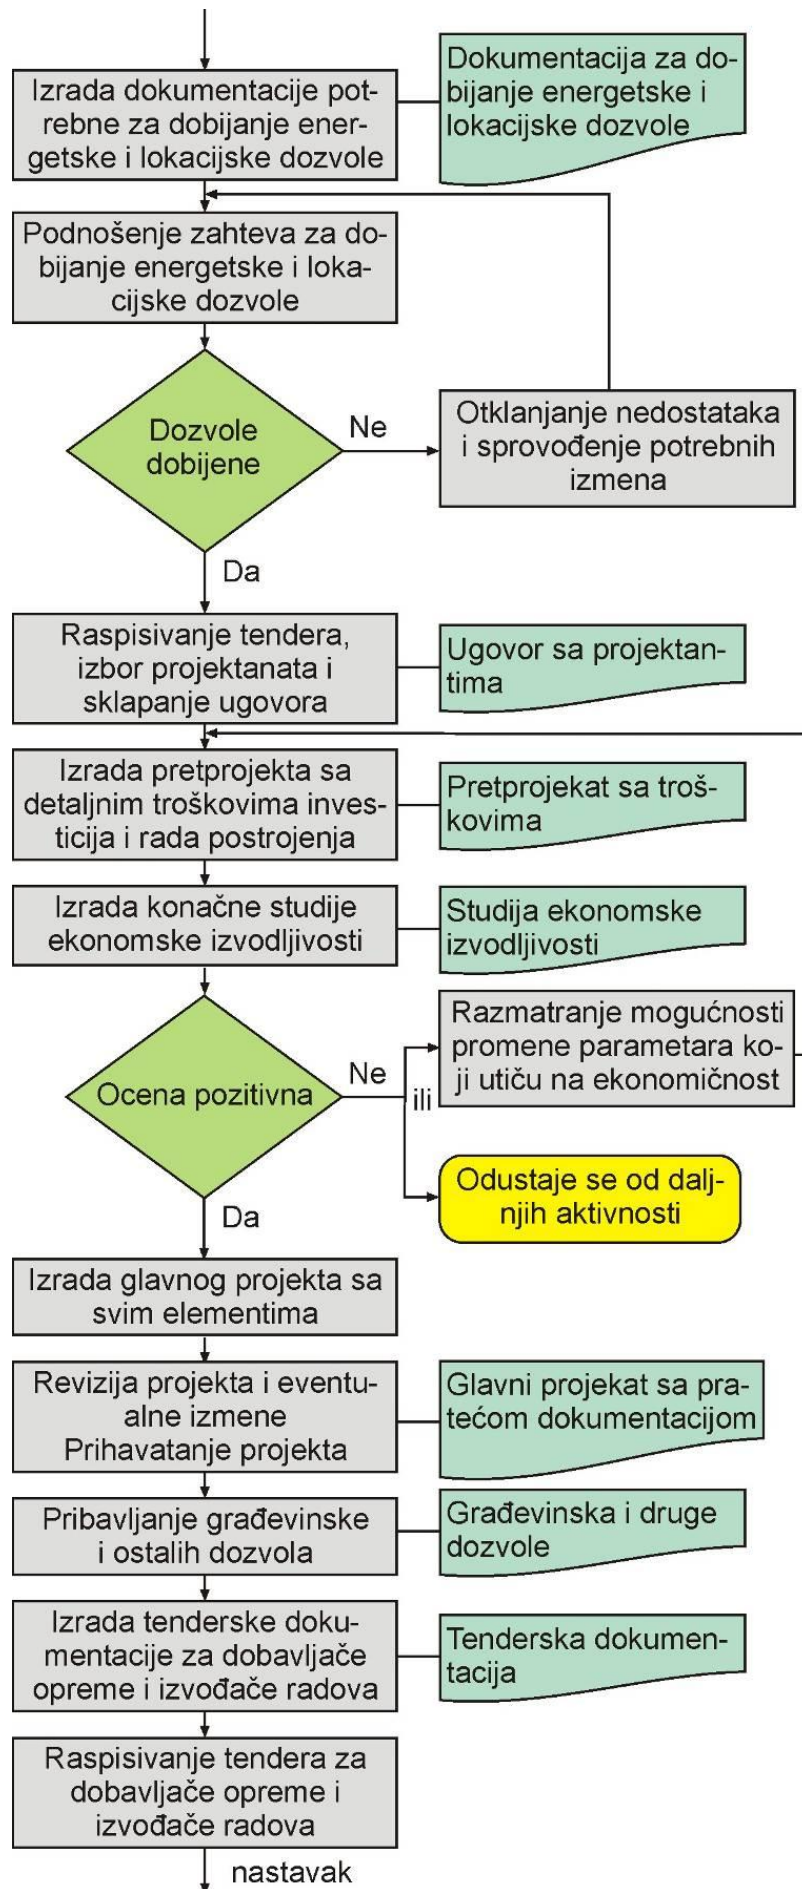 Izrada dokumentacije pot-
rebne za dobijanje ener-
getske i lokacijske dozvole
Dokumentacija za do-
bijanje energetske i
lokacijske dozvole
Podnošenje zahteva za do-
bijanje energetske i loka-
cijske dozvole
Dozvole
dobijene
Ne
Otklanjanje nedostataka
i sprovođenje potrebnih
izmena
Da
Raspisivanje tendera,
izbor projektanata i
sklapanje ugovora
Ugovor sa projektan-
tima
Izrada pretprojekta sa
detaljnim troškovima inves-
ticija i rada postrojenja
Pretprojekat sa troš-
kovima
Izrada konačne studije
ekonomske izvodljivosti
Studija ekonomske
izvodljivosti
Ocena pozitivna
Ne
ili
Razmatranje mogućnosti
promene parametara ko-
ji utiču na ekonomičnost
Odustaje se od dalj-
njih aktivnosti
Da
Izrada glavnog projekta sa
svim elementima
Revizija projekta i eventu-
alne izmene
Prihavatanje projekta
Glavni projekat sa pra-
tećom dokumentacijom
Pribavljanje građevinske
i ostalih dozvola
Građevinska i druge
dozvole
Izrada tenderske doku-
mentacije za dobavljače
opreme i izvođače radova
Tenderska dokumen-
tacija
Raspisivanje tendera za
dobavljače opreme i
izvođače radova
nastavak